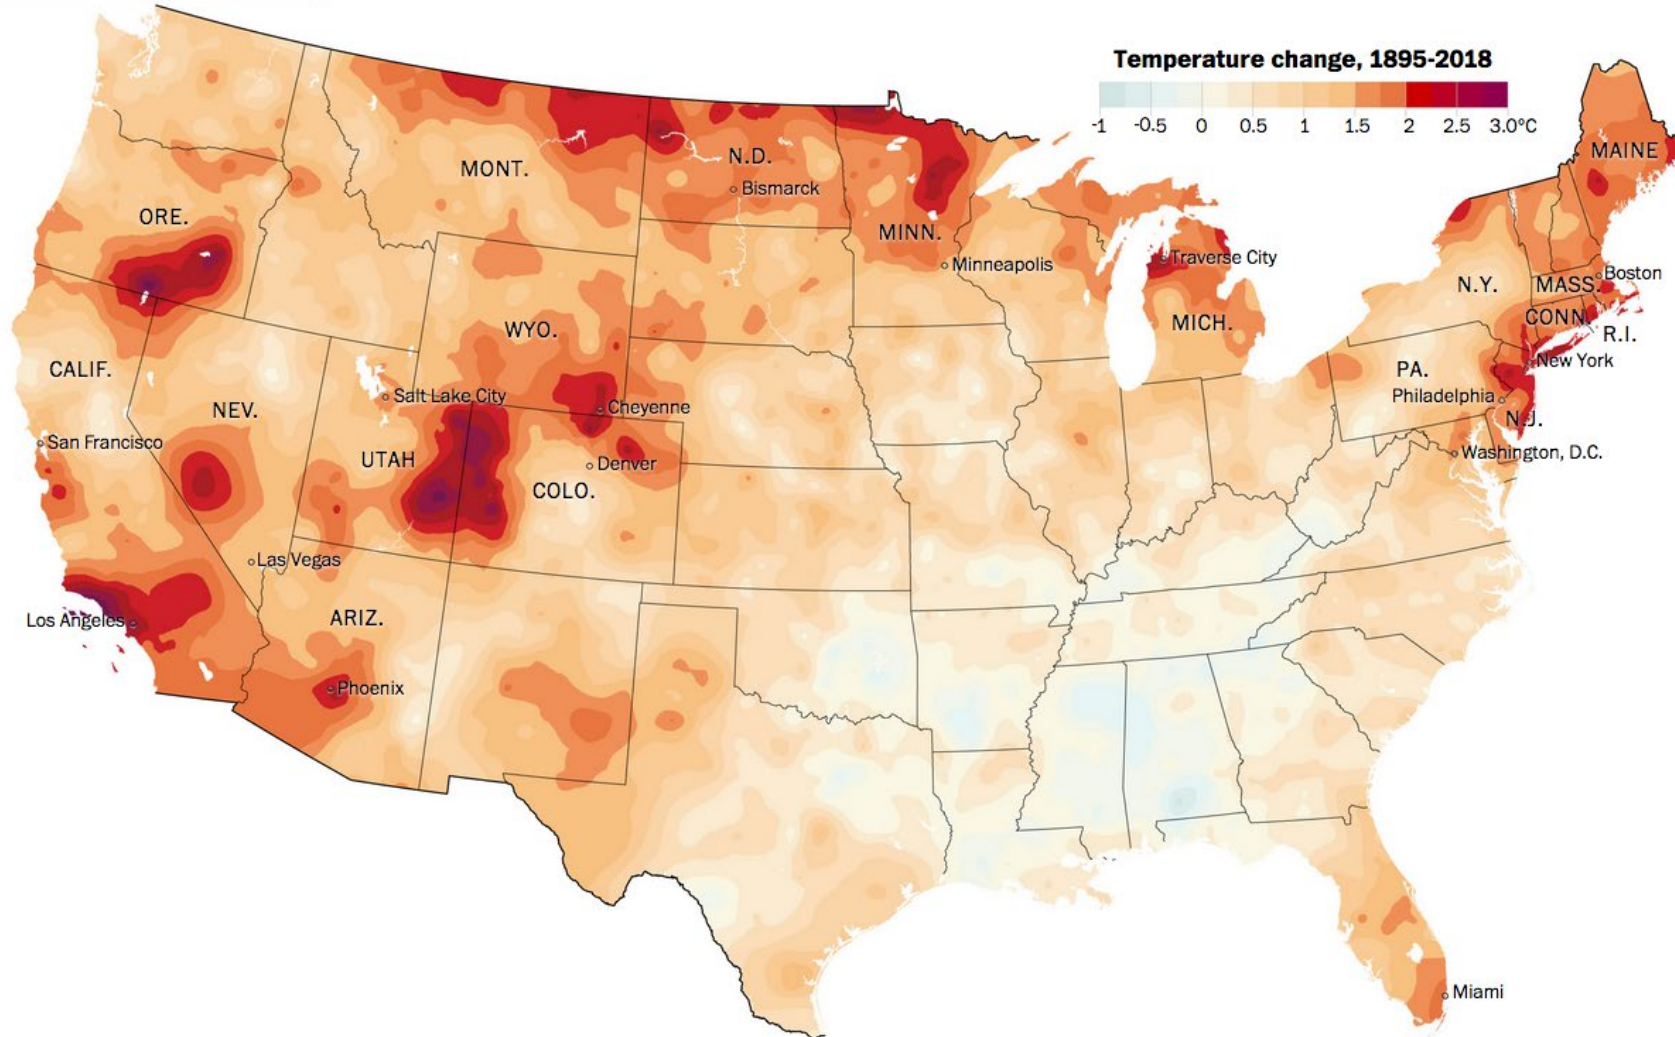 Temperature change, 1895-2018
-1 -0.5 0 0.5 1 1.5 2 2.5 3.0°C
MAINE
MONT.
N.D.
Bismarck
ORE.
MINN.
Minneapolis
Traverse City
N.Y.
MASS.
Boston
CONN.
R.I.
WYO.
MICH.
CALIF.
PA.
New York
Philadelphia
N.J.
Salt Lake City
Cheyenne
NEV.
San Francisco
UTAH
Denver
COLO.
Washington, D.C.
Las Vegas
Los Angeles
ARIZ.
Phoenix
Miami